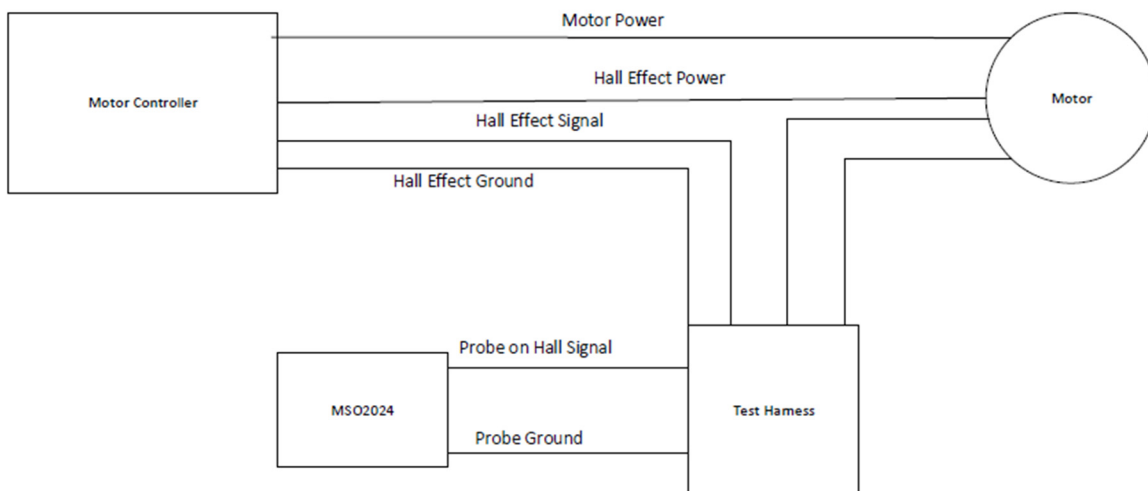 Motor Power
Hall Effect Power
Motor Controller
Motor
Hall Effect Signal
Hall Effect Ground
Probe on Hall Signal
MSO2024
Test Harness
Probe Ground